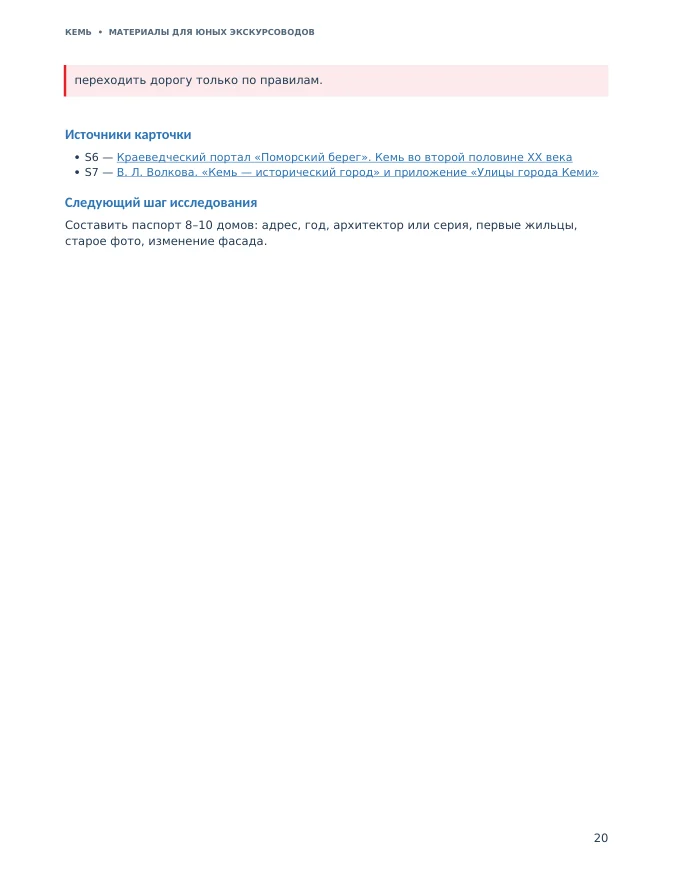 КЕМЬ • МАТЕРИАЛЫ ДЛЯ ЮНЫХ ЭКСКУРСОВОДОВ
переходить дорогу только по правилам.
Источники карточки
• S6 — Краеведческий портал «Поморский берег». Кемь во второй половине XX века
• S7 — В. Л. Волкова. «Кемь — исторический город» и приложение «Улицы города Кеми»
Следующий шаг исследования
Составить паспорт 8–10 домов: адрес, год, архитектор или серия, первые жильцы,
старое фото, изменение фасада.
20